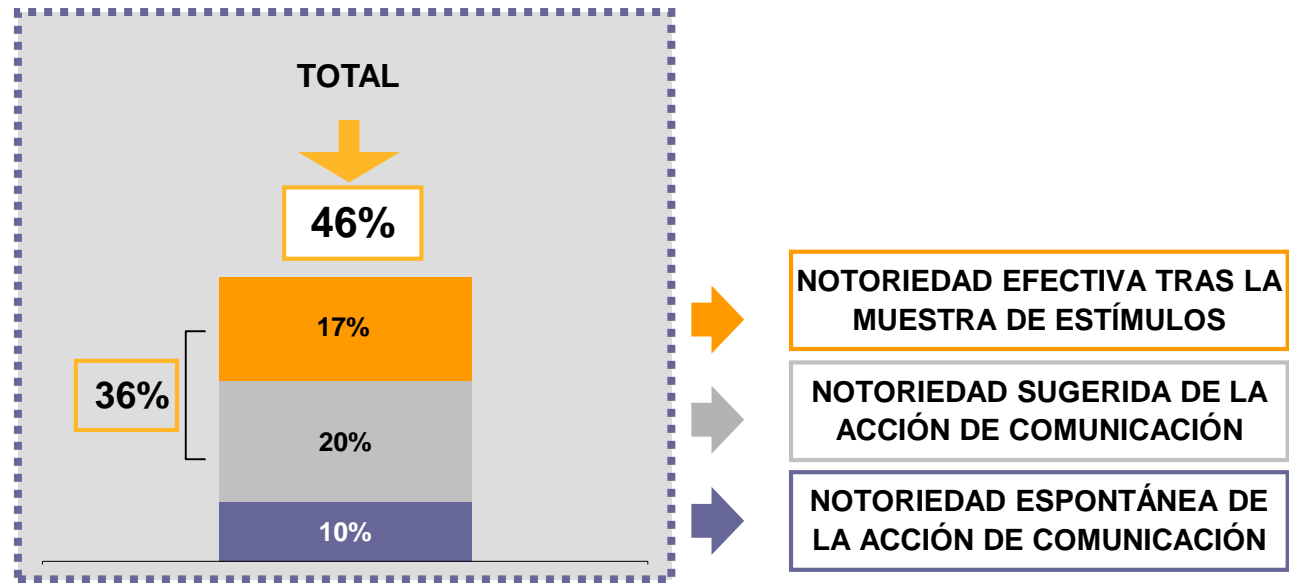 TOTAL
46%
17%
36%
20%
10%
NOTORIEDAD EFECTIVA TRAS LA
MUESTRA DE ESTÍMULOS
NOTORIEDAD SUGERIDA DE LA
ACCIÓN DE COMUNICACIÓN
NOTORIEDAD ESPONTÁNEA DE
LA ACCIÓN DE COMUNICACIÓN